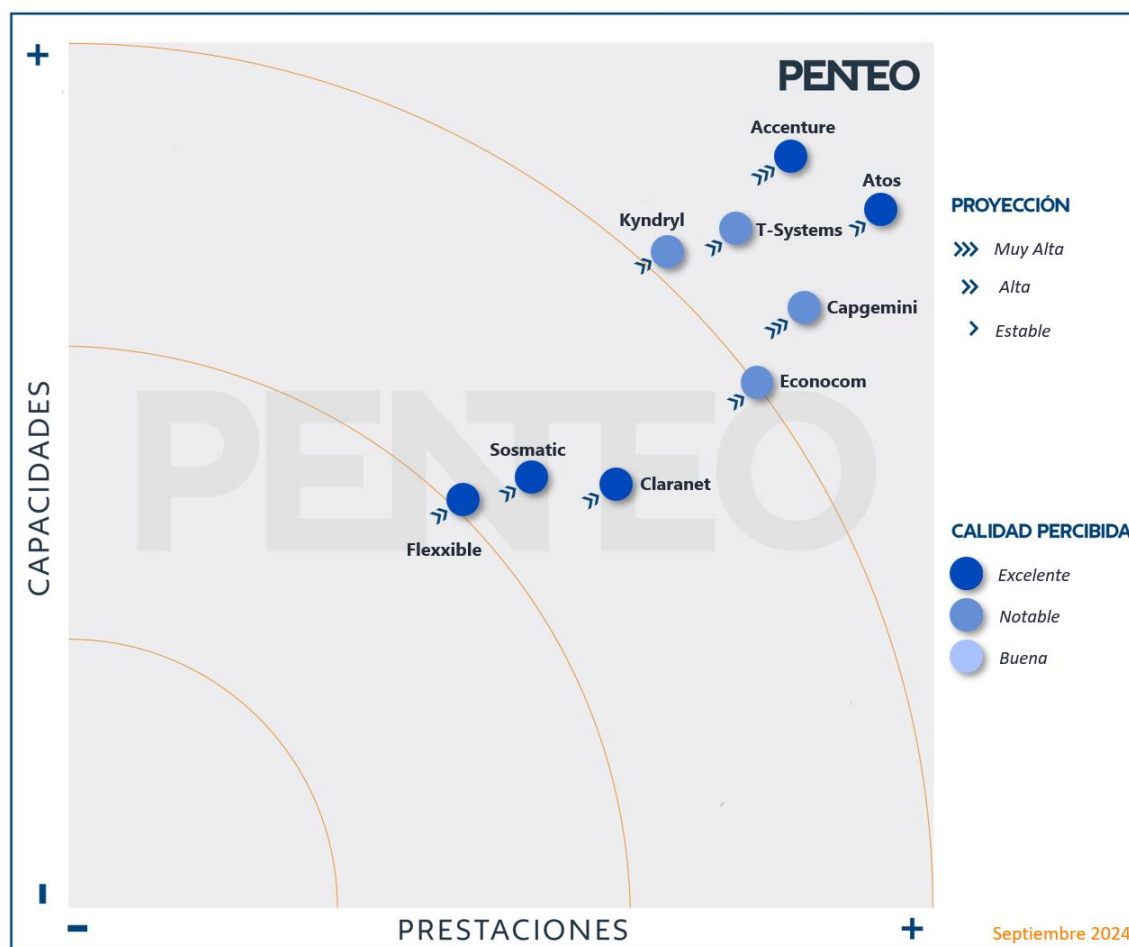 +
PENTEO
Accenture
Atos
Kyndryl
T-Systems
Capgemini
Econocom
Sosmatic
Claranet
Flexxible
PENTEO
CAPACIDADES
-
-
PRESTACIONES
+
PROYECCIÓN
Muy Alta
Alta
Estable
CALIDAD PERCIBIDA
Excelente
Notable
Buena
Septiembre 2024